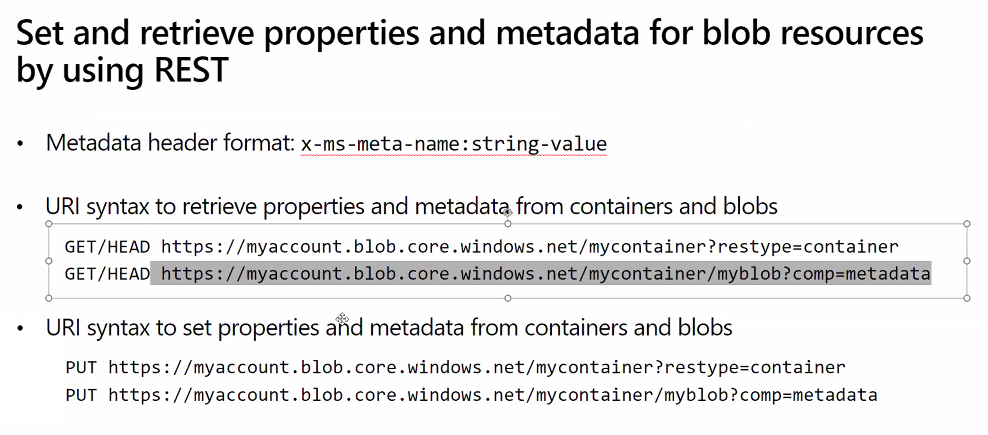 Set and retrieve properties and metadata for blob resources
by using REST
• Metadata header format: x-ms-meta-name:string-value
• URI syntax to retrieve properties and metadata from containers and blobs
GET/HEAD https://myaccount.blob.core.windows.net/mycontainer?restype=container
GET/HEAD https://myaccount.blob.core.windows.net/mycontainer/myblob?comp=metadata
• URI syntax to set properties and metadata from containers and blobs
PUT https://myaccount.blob.core.windows.net/mycontainer?restype=container
PUT https://myaccount.blob.core.windows.net/mycontainer/myblob?comp=metadata